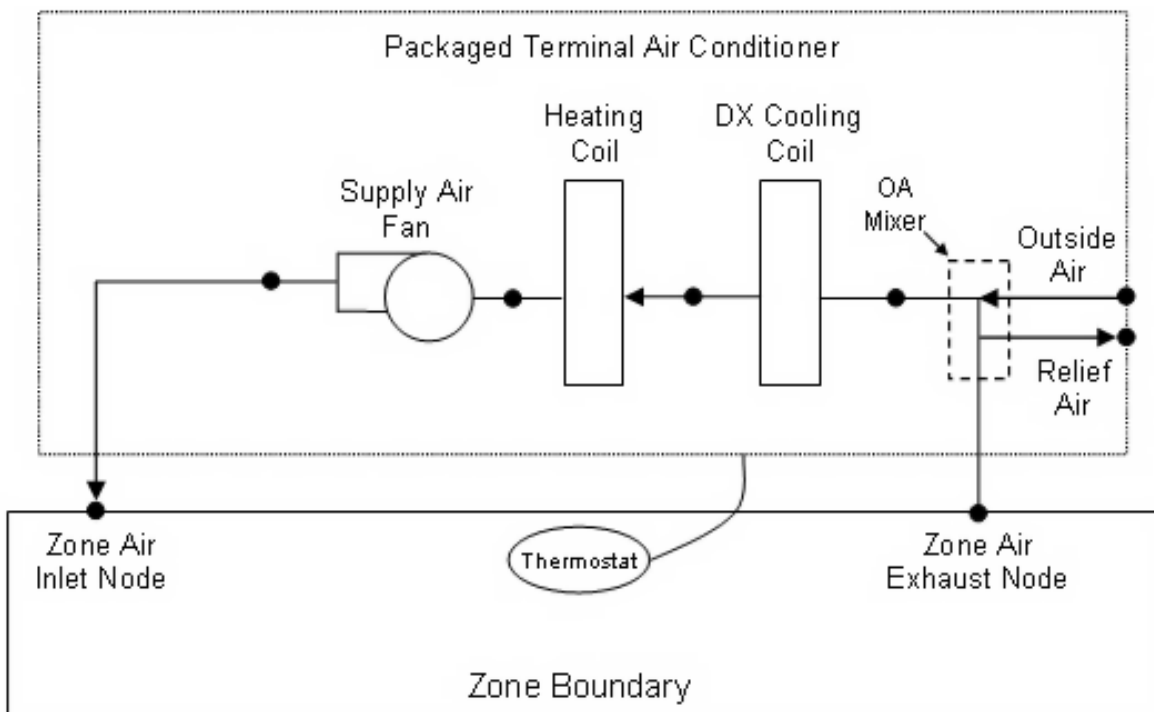 Packaged Terminal Air Conditioner
Heating
Coil
DX Cooling
Coil
Supply Air
Fan
OA
Mixer
Outside
Air
Relief
Air
Zone Air
Inlet Node
Thermostat
Zone Air
Exhaust Node
Zone Boundary